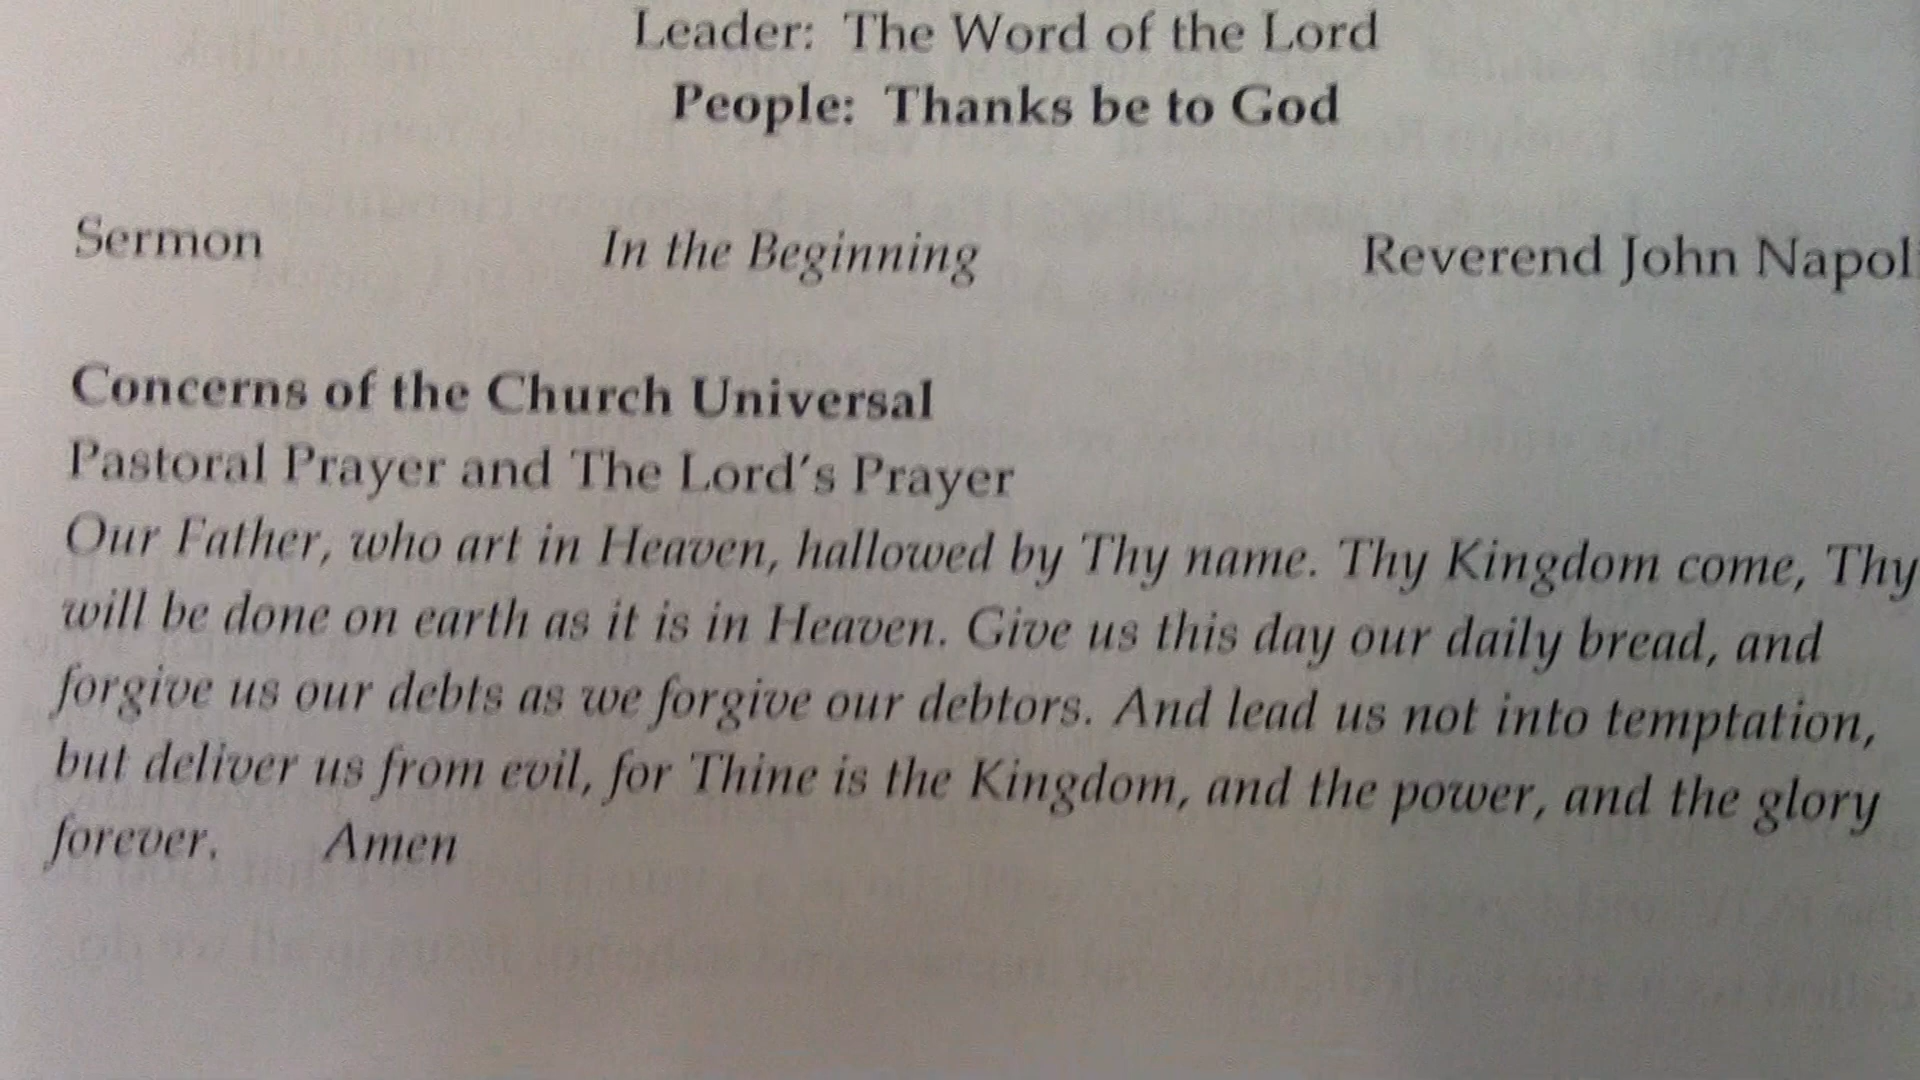 Leader: The Word of the Lord
People: Thanks be to God
Sermon In the Beginning Reverend John Napoli
Concerns of the Church Universal
Pastoral Prayer and The Lord's Prayer
Our Father, who art in Heaven, hallowed by Thy name. Thy Kingdom come, Thy
will be done on earth as it is in Heaven. Give us this day our daily bread, and
forgive us our debts as we forgive our debtors. And lead us not into temptation,
but deliver us from evil, for Thine is the Kingdom, and the power, and the glory
forever. Amen